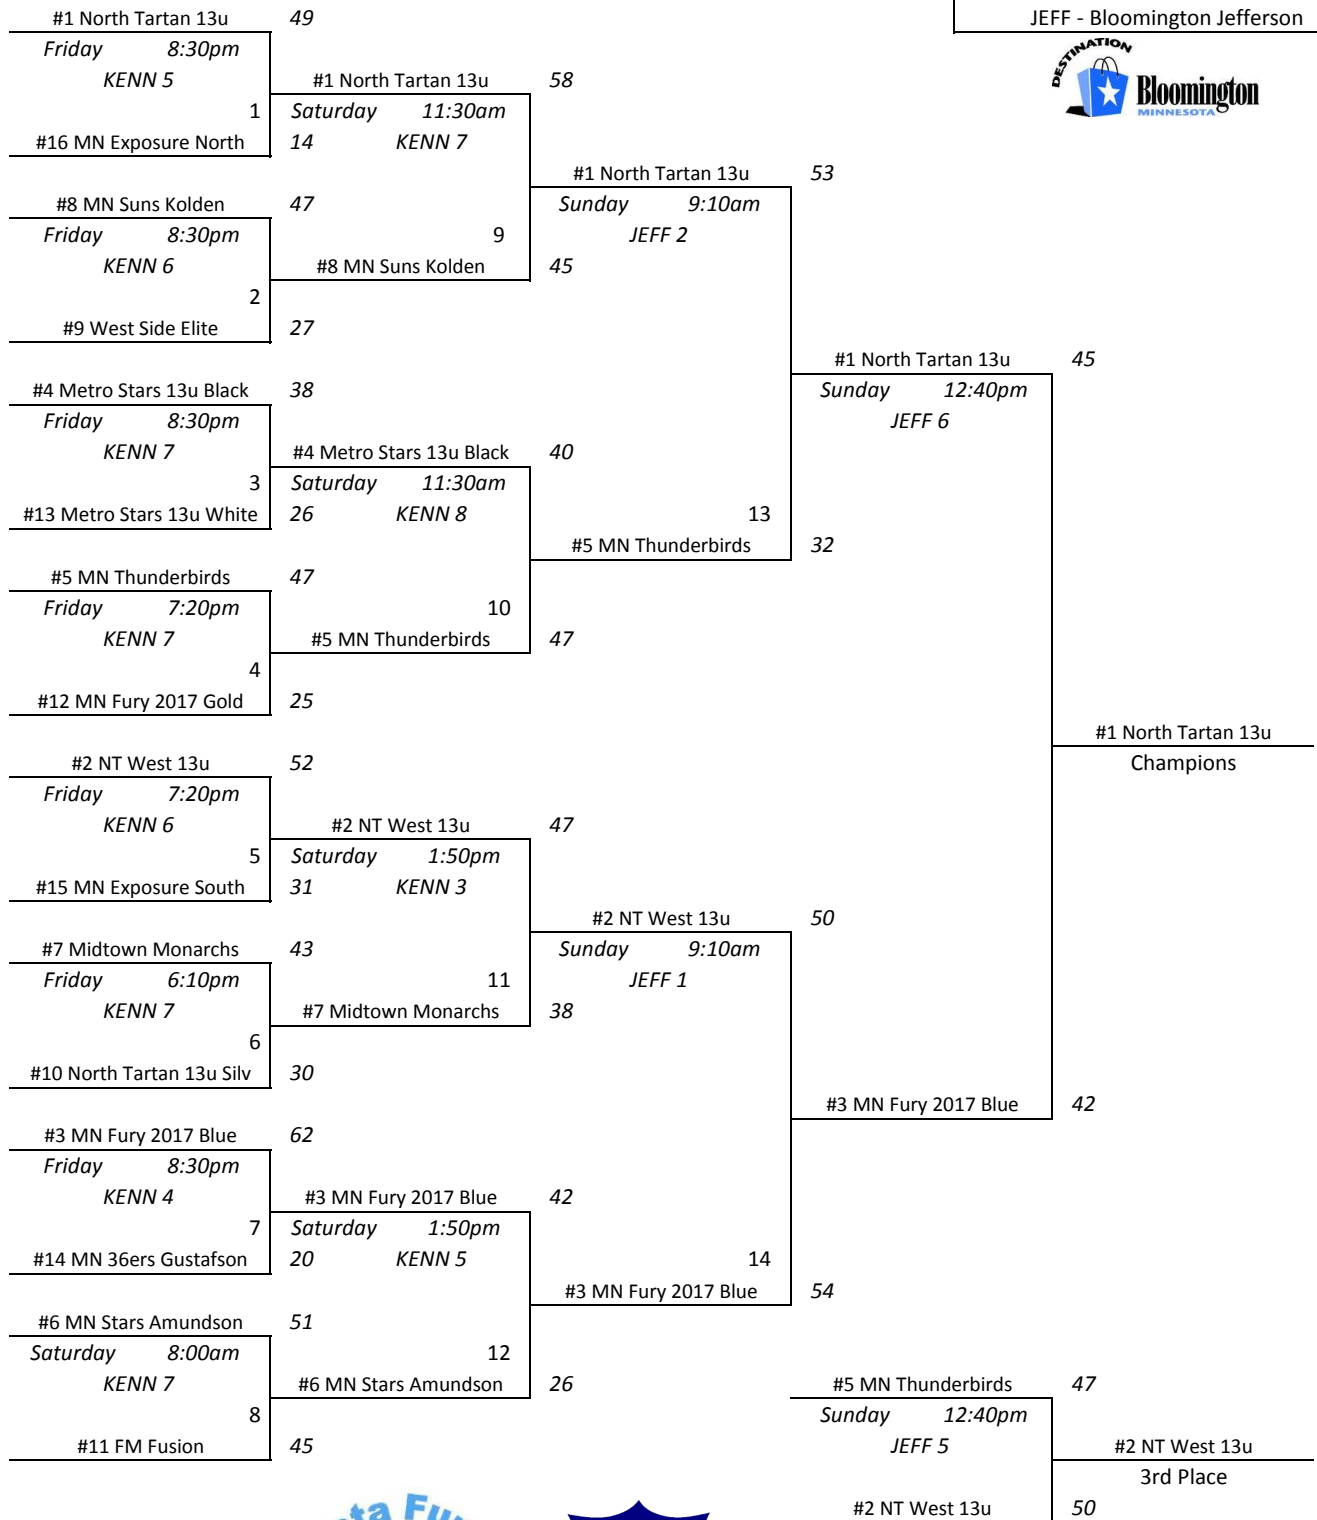 JEFF - Bloomington Jefferson
DESTINATION
Bloomington
MINNESOTA
#1 North Tartan 13u 49
Friday 8:30pm
KENN 5 #1 North Tartan 13u 58
1 Saturday 11:30am
#16 MN Exposure North 14 KENN 7
#1 North Tartan 13u 53
#8 MN Suns Kolden 47 Sunday 9:10am
Friday 8:30pm 9 JEFF 2
KENN 6 #8 MN Suns Kolden 45
2
#9 West Side Elite 27
#1 North Tartan 13u 45
#4 Metro Stars 13u Black 38 Sunday 12:40pm
Friday 8:30pm JEFF 6
KENN 7 #4 Metro Stars 13u Black 40
3 Saturday 11:30am
#13 Metro Stars 13u White 26 KENN 8 13
#5 MN Thunderbirds 32
#5 MN Thunderbirds 47
Friday 7:20pm 10
KENN 7 #5 MN Thunderbirds 47
4
#12 MN Fury 2017 Gold 25
#1 North Tartan 13u
#2 NT West 13u 52 Champions
Friday 7:20pm
KENN 6 #2 NT West 13u 47
5 Saturday 1:50pm
#15 MN Exposure South 31 KENN 3
#2 NT West 13u 50
#7 Midtown Monarchs 43 Sunday 9:10am
Friday 6:10pm 11 JEFF 1
KENN 7 #7 Midtown Monarchs 38
6
#10 North Tartan 13u Silv 30
#3 MN Fury 2017 Blue 42
#3 MN Fury 2017 Blue 62
Friday 8:30pm
KENN 4 #3 MN Fury 2017 Blue 42
7 Saturday 1:50pm
#14 MN 36ers Gustafson 20 KENN 5 14
#3 MN Fury 2017 Blue 54
#6 MN Stars Amundson 51
Saturday 8:00am 12
KENN 7 #6 MN Stars Amundson 26 #5 MN Thunderbirds 47
8 Sunday 12:40pm
#11 FM Fusion 45 JEFF 5 #2 NT West 13u
3rd Place
#2 NT West 13u 50